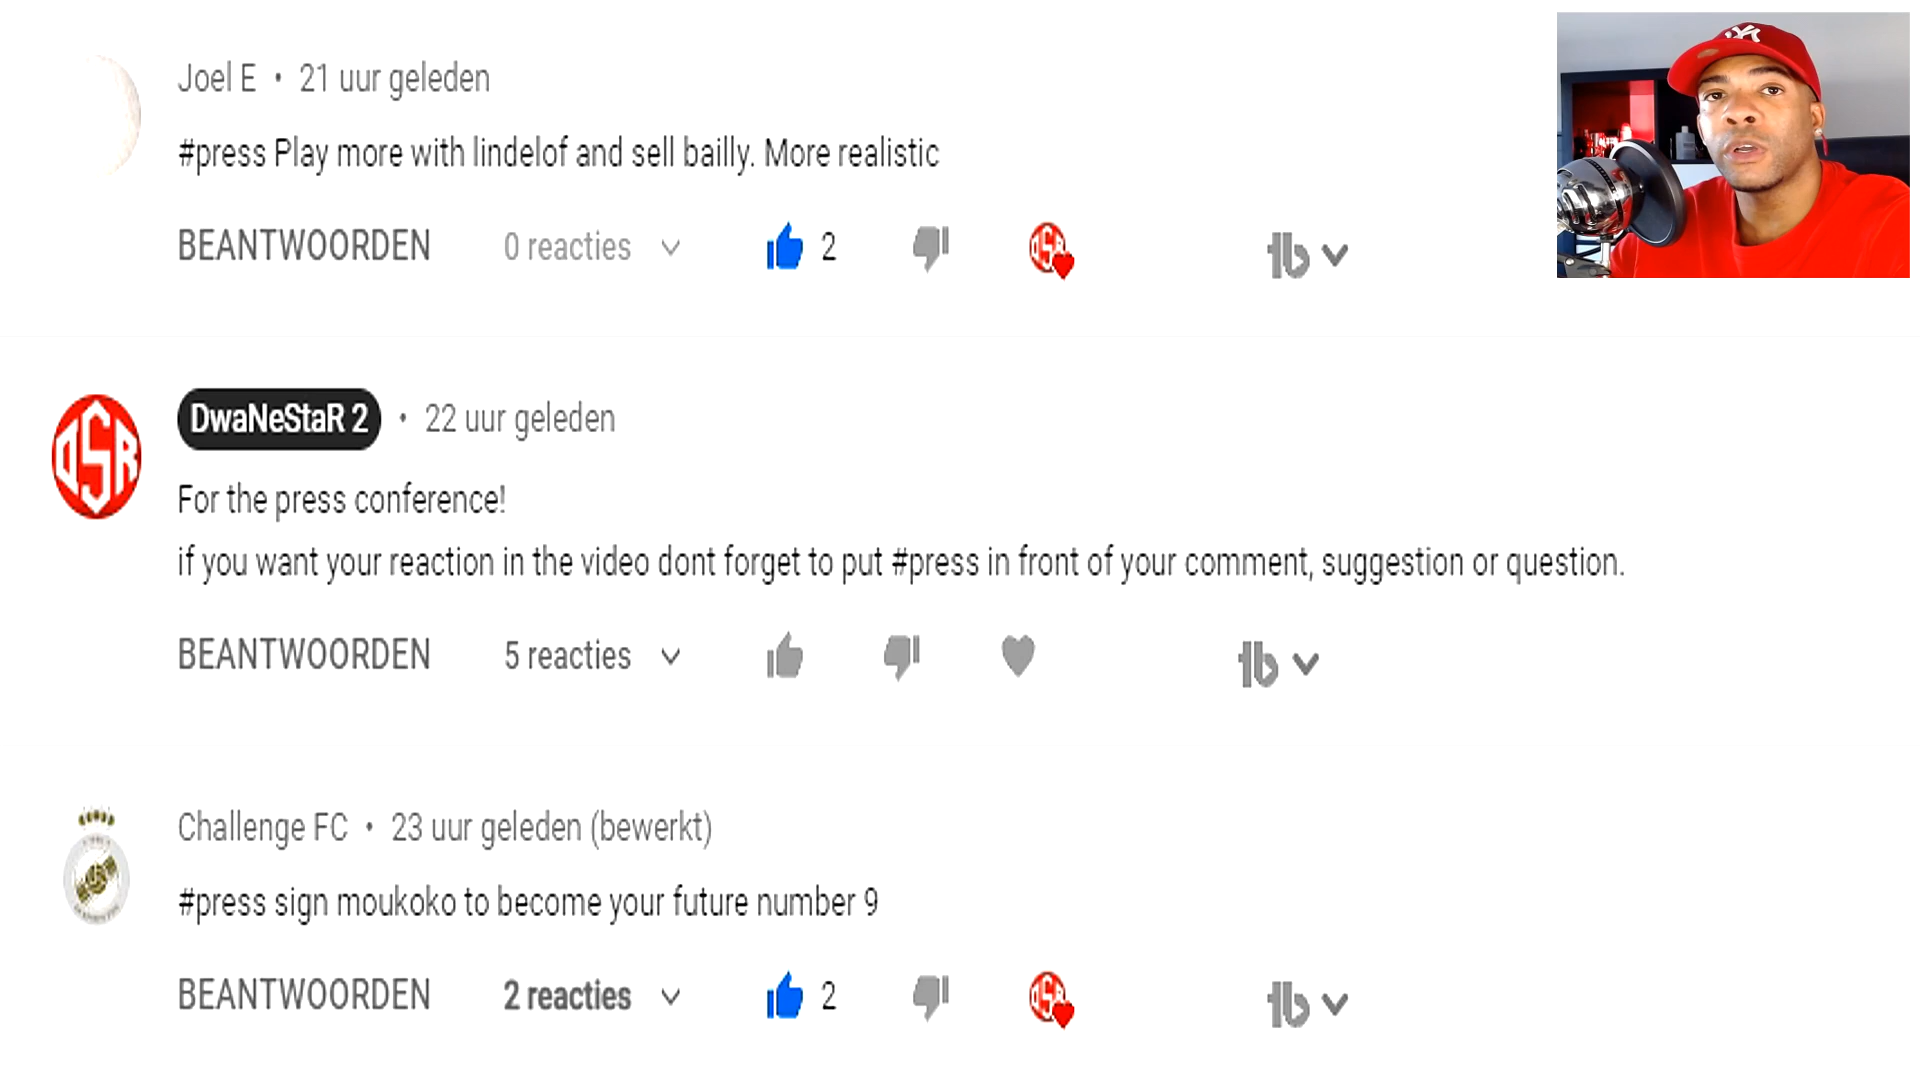 Joel E • 21 uur geleden
#press Play more with lindelof and sell bailly. More realistic
BEANTWOORDEN 0 reacties 2
DwaNeStaR 2 • 22 uur geleden
For the press conference!
if you want your reaction in the video dont forget to put #press in front of your comment, suggestion or question.
BEANTWOORDEN 5 reacties
Challenge FC • 23 uur geleden (bewerkt)
#press sign moukoko to become your future number 9
BEANTWOORDEN 2 reacties 2
DSR